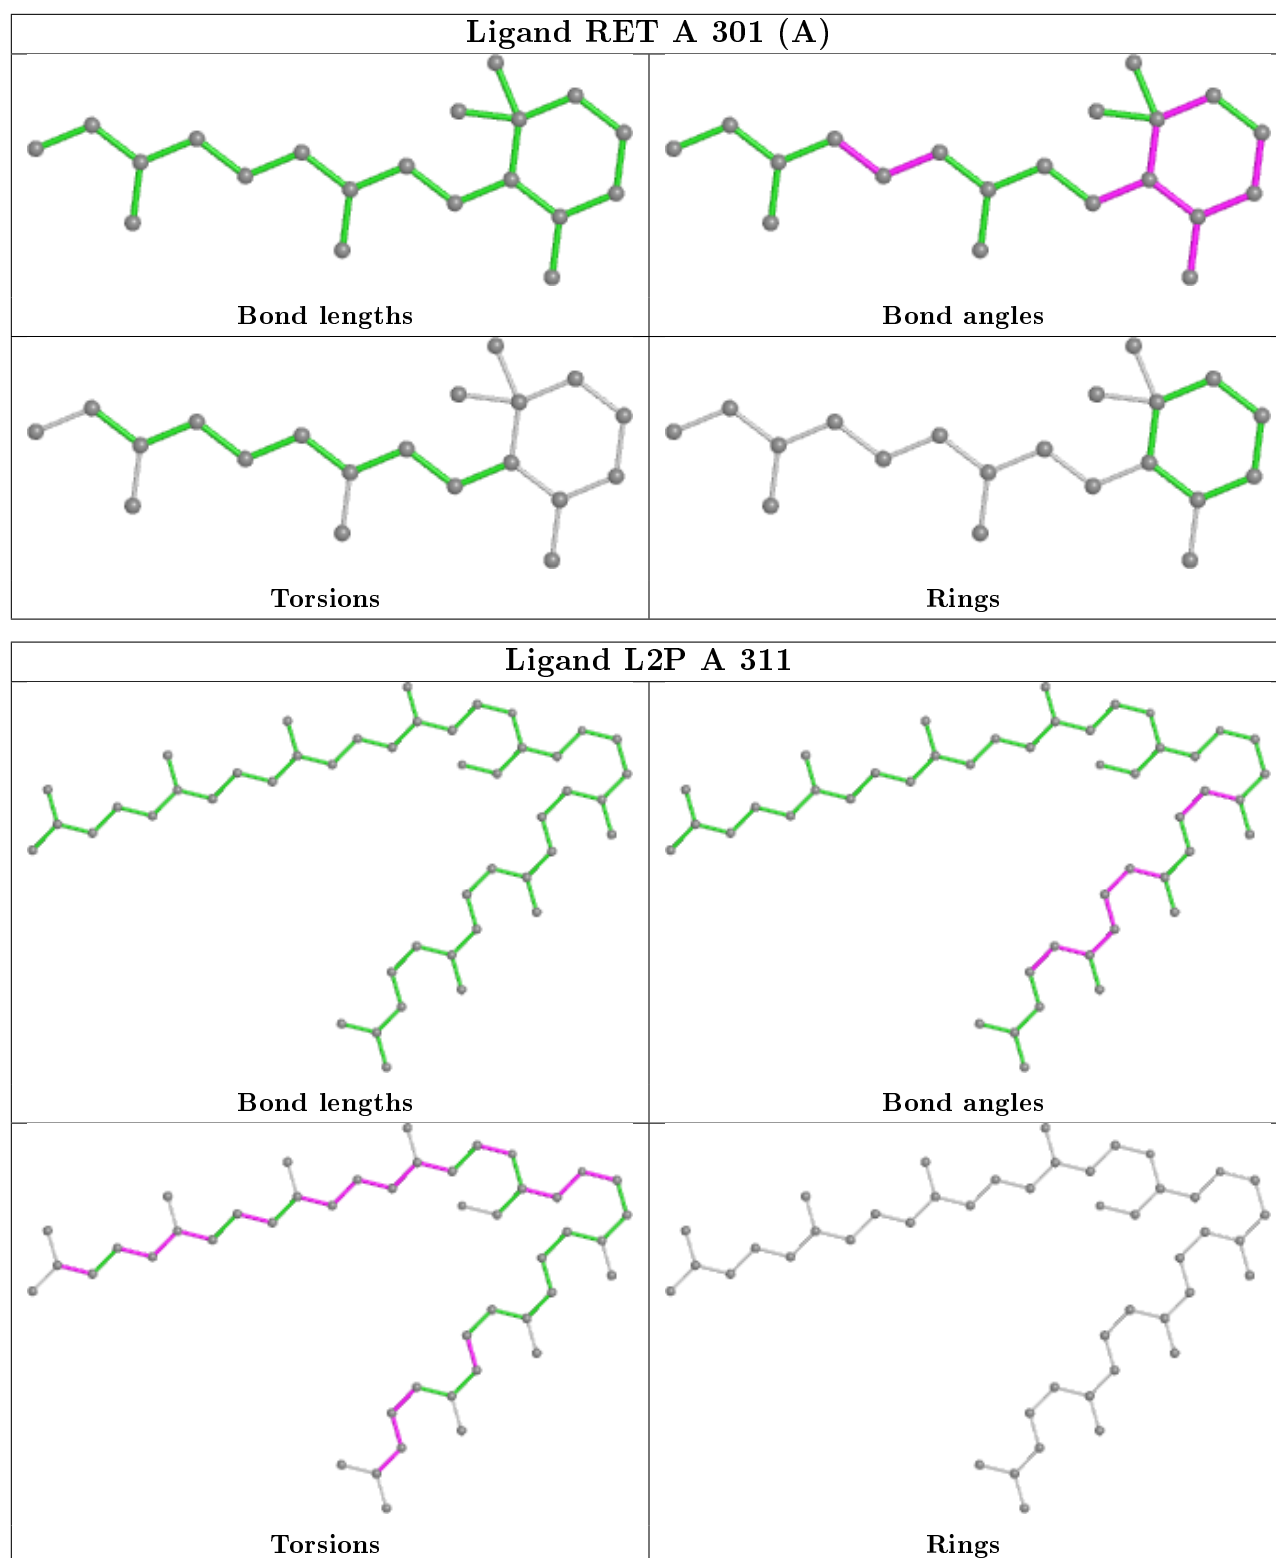 Ligand RET A 301 (A)
Bond lengths
Bond angles
Torsions
Rings
Ligand L2P A 311
Bond lengths
Bond angles
Torsions
Rings